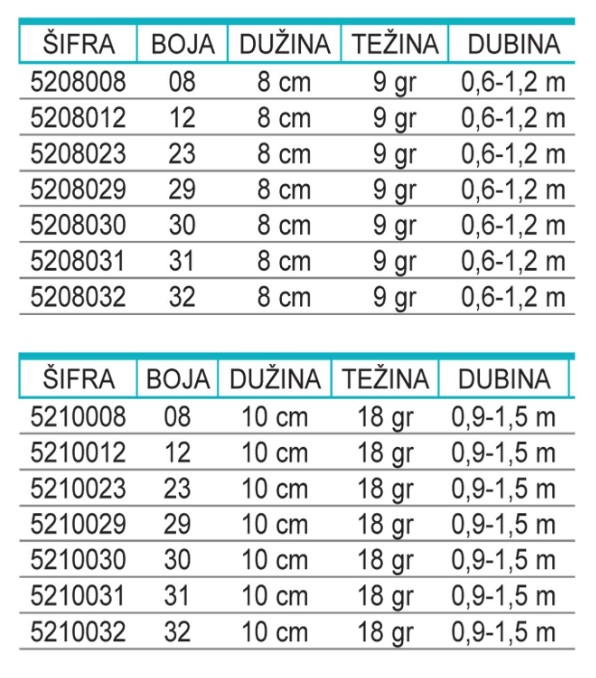 ŠIFRA BOJA DUŽINA TEŽINA DUBINA
5208008 08 8 cm 9 gr 0,6-1,2 m
5208012 12 8 cm 9 gr 0,6-1,2 m
5208023 23 8 cm 9 gr 0,6-1,2 m
5208029 29 8 cm 9 gr 0,6-1,2 m
5208030 30 8 cm 9 gr 0,6-1,2 m
5208031 31 8 cm 9 gr 0,6-1,2 m
5208032 32 8 cm 9 gr 0,6-1,2 m
ŠIFRA BOJA DUŽINA TEŽINA DUBINA
5210008 08 10 cm 18 gr 0,9-1,5 m
5210012 12 10 cm 18 gr 0,9-1,5 m
5210023 23 10 cm 18 gr 0,9-1,5 m
5210029 29 10 cm 18 gr 0,9-1,5 m
5210030 30 10 cm 18 gr 0,9-1,5 m
5210031 31 10 cm 18 gr 0,9-1,5 m
5210032 32 10 cm 18 gr 0,9-1,5 m